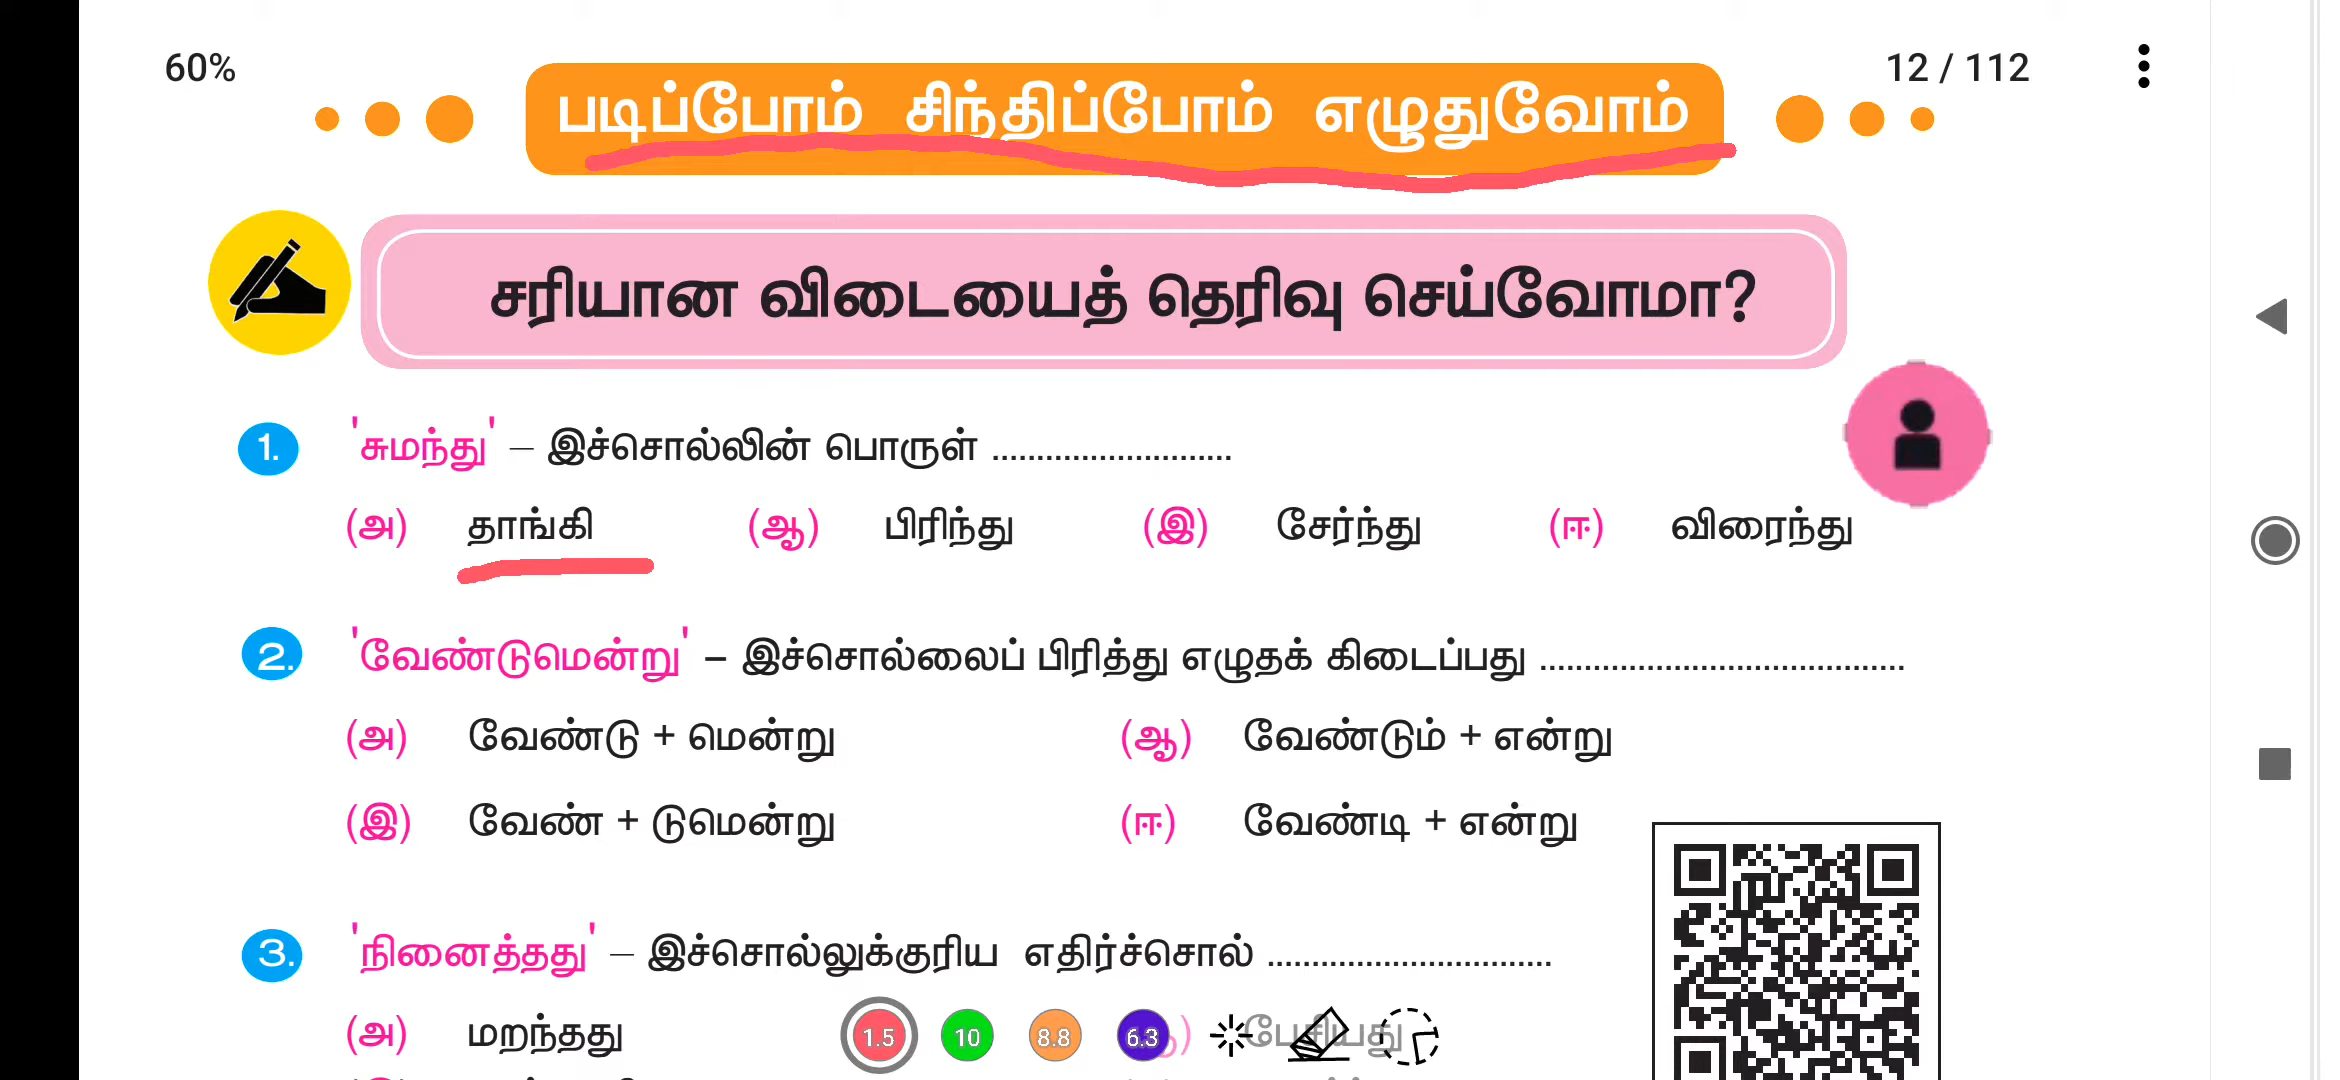 60%
12 / 112
படிப்போம் சிந்திப்போம் எழுதுவோம்
சரியான விடையைத் தெரிவு செய்வோமா?
1. 'சுமந்து' – இச்சொல்லின் பொருள் ...........................
(அ) தாங்கி (ஆ) பிரிந்து (இ) சேர்ந்து (ஈ) விரைந்து
2. 'வேண்டுமென்று' – இச்சொல்லைப் பிரித்து எழுதக் கிடைப்பது .........................................
(அ) வேண்டு + மென்று (ஆ) வேண்டும் + என்று
(இ) வேண் + டுமென்று (ஈ) வேண்டி + என்று
3. 'நினைத்தது' – இச்சொல்லுக்குரிய எதிர்ச்சொல் ................................
(அ) மறந்தது பேசியது
1.5 10 8.8 6.3